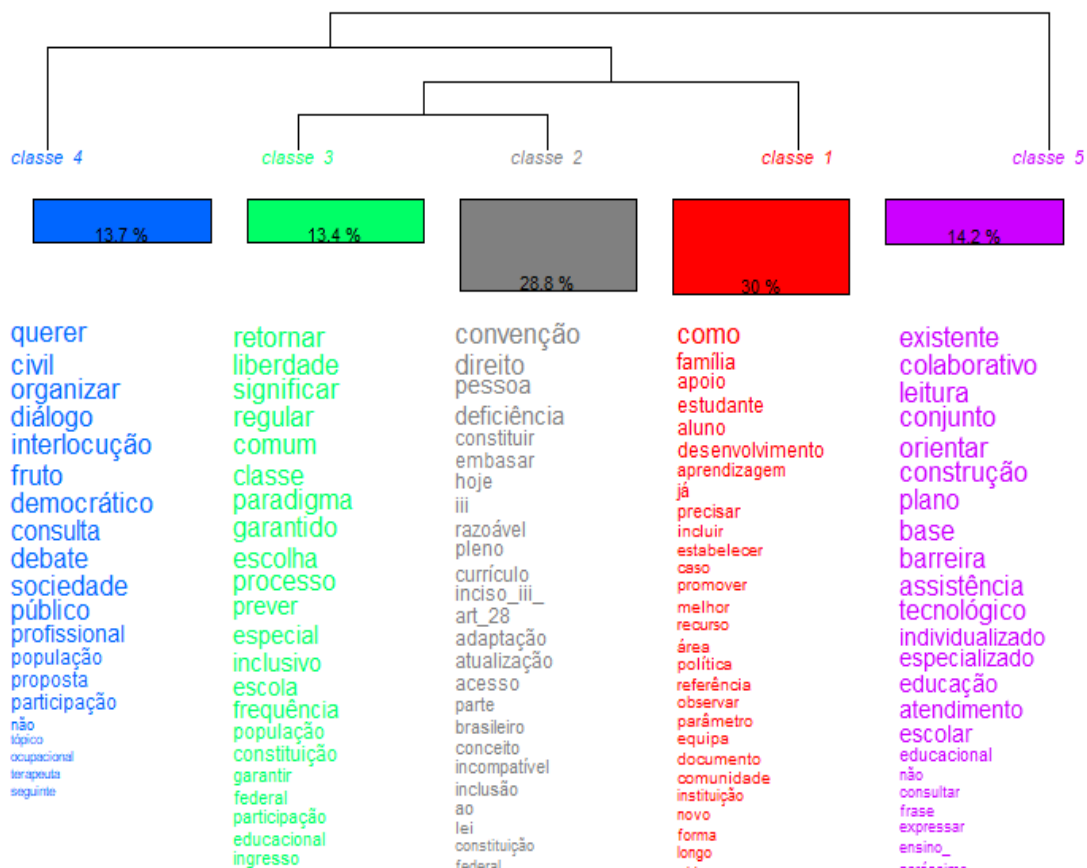 classe 4
classe 3
classe 2
classe 1
classe 5
13.7 %
13.4 %
28.8 %
30 %
14.2 %
querer
civil
organizar
diálogo
interlocução
fruto
democrático
consulta
debate
sociedade
público
profissional
população
proposta
participação
não
tópico
ocupacional
terapeuta
seguinte
retornar
liberdade
significar
regular
comum
classe
paradigma
garantido
escolha
processo
prever
especial
inclusivo
escola
frequência
população
constituição
garantir
federal
participação
educacional
ingresso
convenção
direito
pessoa
deficiência
constituir
embasar
hoje
iii
razoável
pleno
currículo
inciso_iii_
art_28
adaptação
atualização
acesso
parte
brasileiro
conceito
incompatível
inclusão
ao
lei
constituição
federal
como
família
apoio
estudante
aluno
desenvolvimento
aprendizagem
já
precisar
incluir
estabelecer
caso
promover
melhor
recurso
área
política
referência
observar
parâmetro
equipa
documento
comunidade
instituição
novo
forma
longo
existente
colaborativo
leitura
conjunto
orientar
construção
plano
base
barreira
assistência
tecnológico
individualizado
especializado
educação
atendimento
escolar
educacional
não
consultar
frase
expressar
ensino_